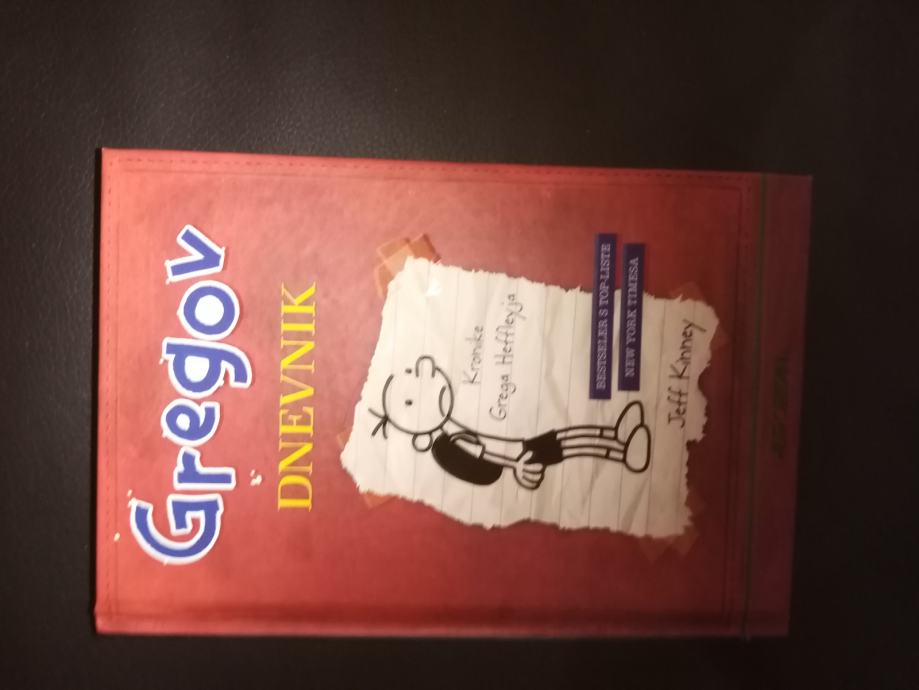 Gregov
DNEVNIK
Kronike
Grega Heffleyja
BESTSELER S TOP-LISTE
NEW YORK TIMESA
Jeff Kinney